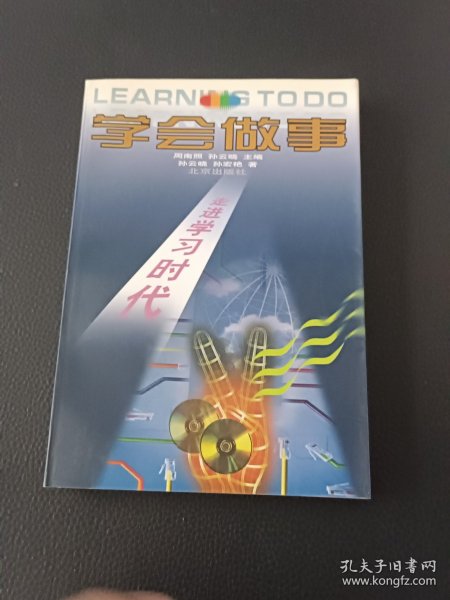 LEARNING TO DO
学会做事
周南照 孙云晓 主编
孙云晓 孙宏艳 著
北京出版社
走进学习时代
孔夫子旧书网
www.kongfz.com